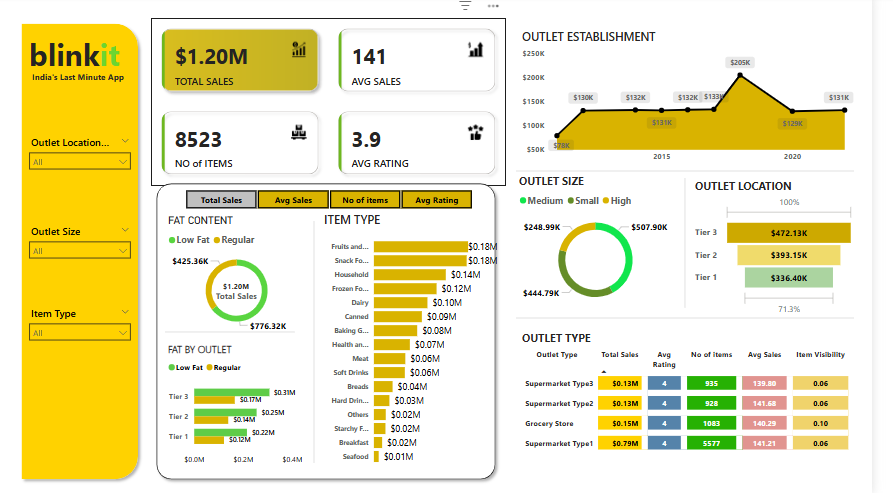 blinkit
India's Last Minute App
Outlet Location...
All
Outlet Size
All
Item Type
All
$1.20M
TOTAL SALES
141
AVG SALES
8523
NO of ITEMS
3.9
AVG RATING
Total Sales
Avg Sales
No of items
Avg Rating
FAT CONTENT
Low Fat Regular
$425.36K
$1.20M
Total Sales
$776.32K
FAT BY OUTLET
Low Fat Regular
Tier 3 $0.31M
$0.17M
Tier 2 $0.25M
$0.14M
Tier 1 $0.22M
$0.12M
$0.0M $0.2M $0.4M
ITEM TYPE
Fruits and... $0.18M
Snack Fo... $0.18M
Household $0.14M
Frozen Fo... $0.12M
Dairy $0.10M
Canned $0.09M
Baking G... $0.08M
Health an... $0.07M
Meat $0.06M
Soft Drinks $0.06M
Breads $0.04M
Hard Drin... $0.03M
Others $0.02M
Starchy F... $0.02M
Breakfast $0.02M
Seafood $0.01M
OUTLET ESTABLISHMENT
$250K
$200K
$150K
$100K
$50K
$78K
$130K
$132K
$131K
$132K
$133K
$205K
$129K
$131K
2015 2020
OUTLET SIZE
Medium Small High
$248.99K
$507.90K
$444.79K
OUTLET LOCATION
100%
Tier 3 $472.13K
Tier 2 $393.15K
Tier 1 $336.40K
71.3%
OUTLET TYPE
Outlet Type Total Sales Avg Rating No of items Avg Sales Item Visibility
Supermarket Type3 $0.13M 4 935 139.80 0.06
Supermarket Type2 $0.13M 4 928 141.68 0.06
Grocery Store $0.15M 4 1083 140.29 0.10
Supermarket Type1 $0.79M 4 5577 141.21 0.06